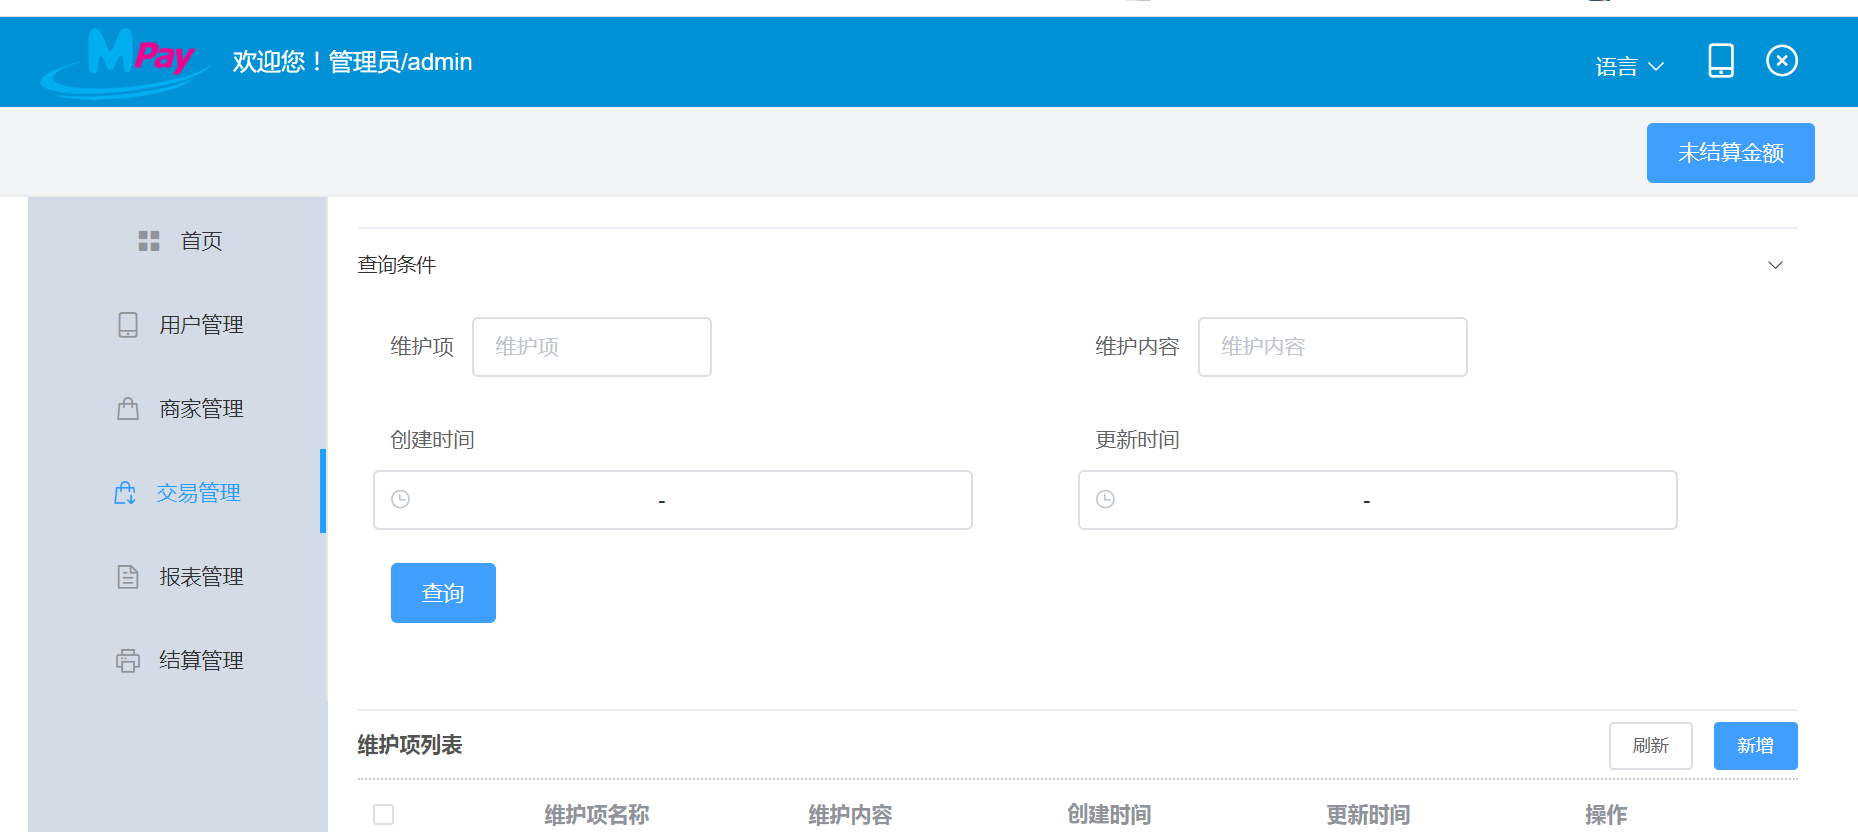 MPay 欢迎您！管理员/admin 语言
未结算金额
首页
用户管理
商家管理
交易管理
报表管理
结算管理
查询条件
维护项 维护项 维护内容 维护内容
创建时间 更新时间
- -
查询
维护项列表 刷新 新增
维护项名称 维护内容 创建时间 更新时间 操作